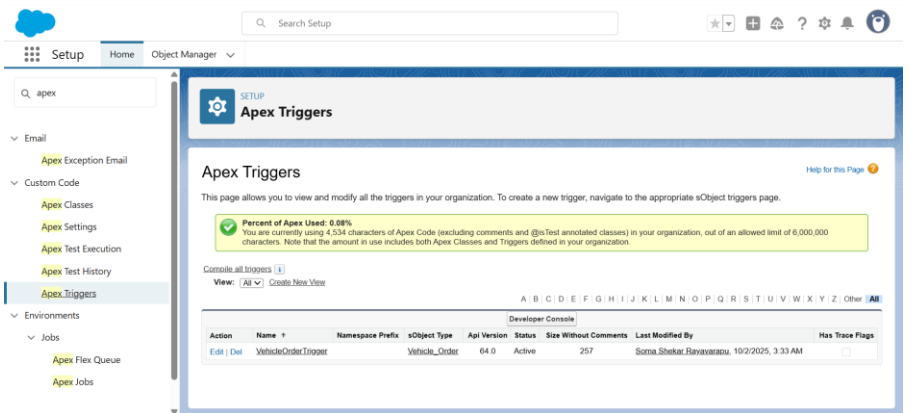 Search Setup
Setup Home Object Manager
apex
Email
Apex Exception Email
Custom Code
Apex Classes
Apex Settings
Apex Test Execution
Apex Test History
Apex Triggers
Environments
Jobs
Apex Flex Queue
Apex Jobs
SETUP
Apex Triggers
Apex Triggers
Help for this Page
This page allows you to view and modify all the triggers in your organization. To create a new trigger, navigate to the appropriate sObject triggers page.
Percent of Apex Used: 0.08%
You are currently using 4,534 characters of Apex Code (excluding comments and @isTest annotated classes) in your organization, out of an allowed limit of 6,000,000
characters. Note that the amount in use includes both Apex Classes and Triggers defined in your organization.
Compile all triggers i
View: All Create New View
A | B | C | D | E | F | G | H | I | J | K | L | M | N | O | P | Q | R | S | T | U | V | W | X | Y | Z | Other | All
Developer Console
Action Name ↑ Namespace Prefix sObject Type Api Version Status Size Without Comments Last Modified By Has Trace Flags
Edit | Del VehicleOrderTrigger Vehicle_Order 64.0 Active 257 Soma Shekar Rayavarapu, 10/2/2025, 3:33 AM